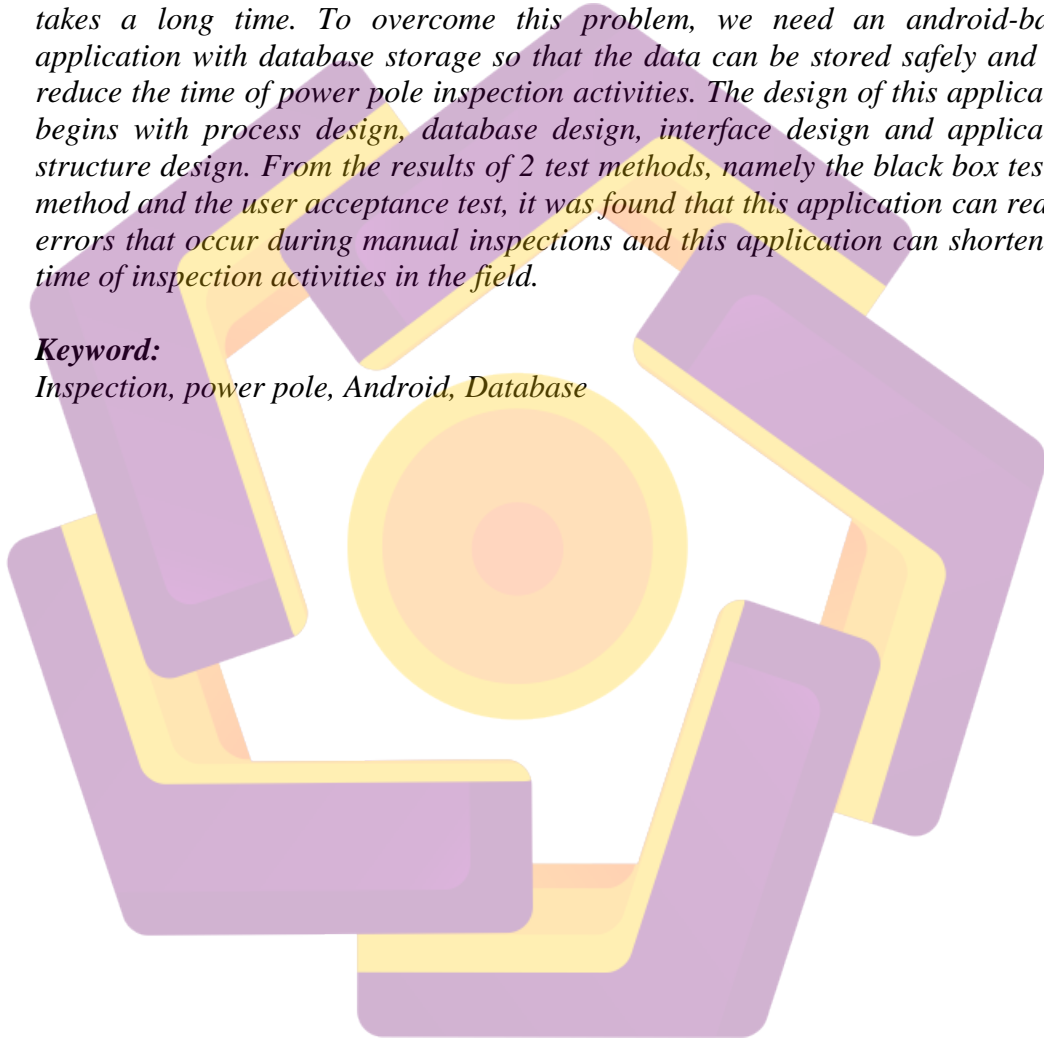 takes a long time. To overcome this problem, we need an android-ba
application with database storage so that the data can be stored safely and
reduce the time of power pole inspection activities. The design of this applica
begins with process design, database design, interface design and applica
structure design. From the results of 2 test methods, namely the black box tes
method and the user acceptance test, it was found that this application can red
errors that occur during manual inspections and this application can shorten
time of inspection activities in the field.
Keyword:
Inspection, power pole, Android, Database